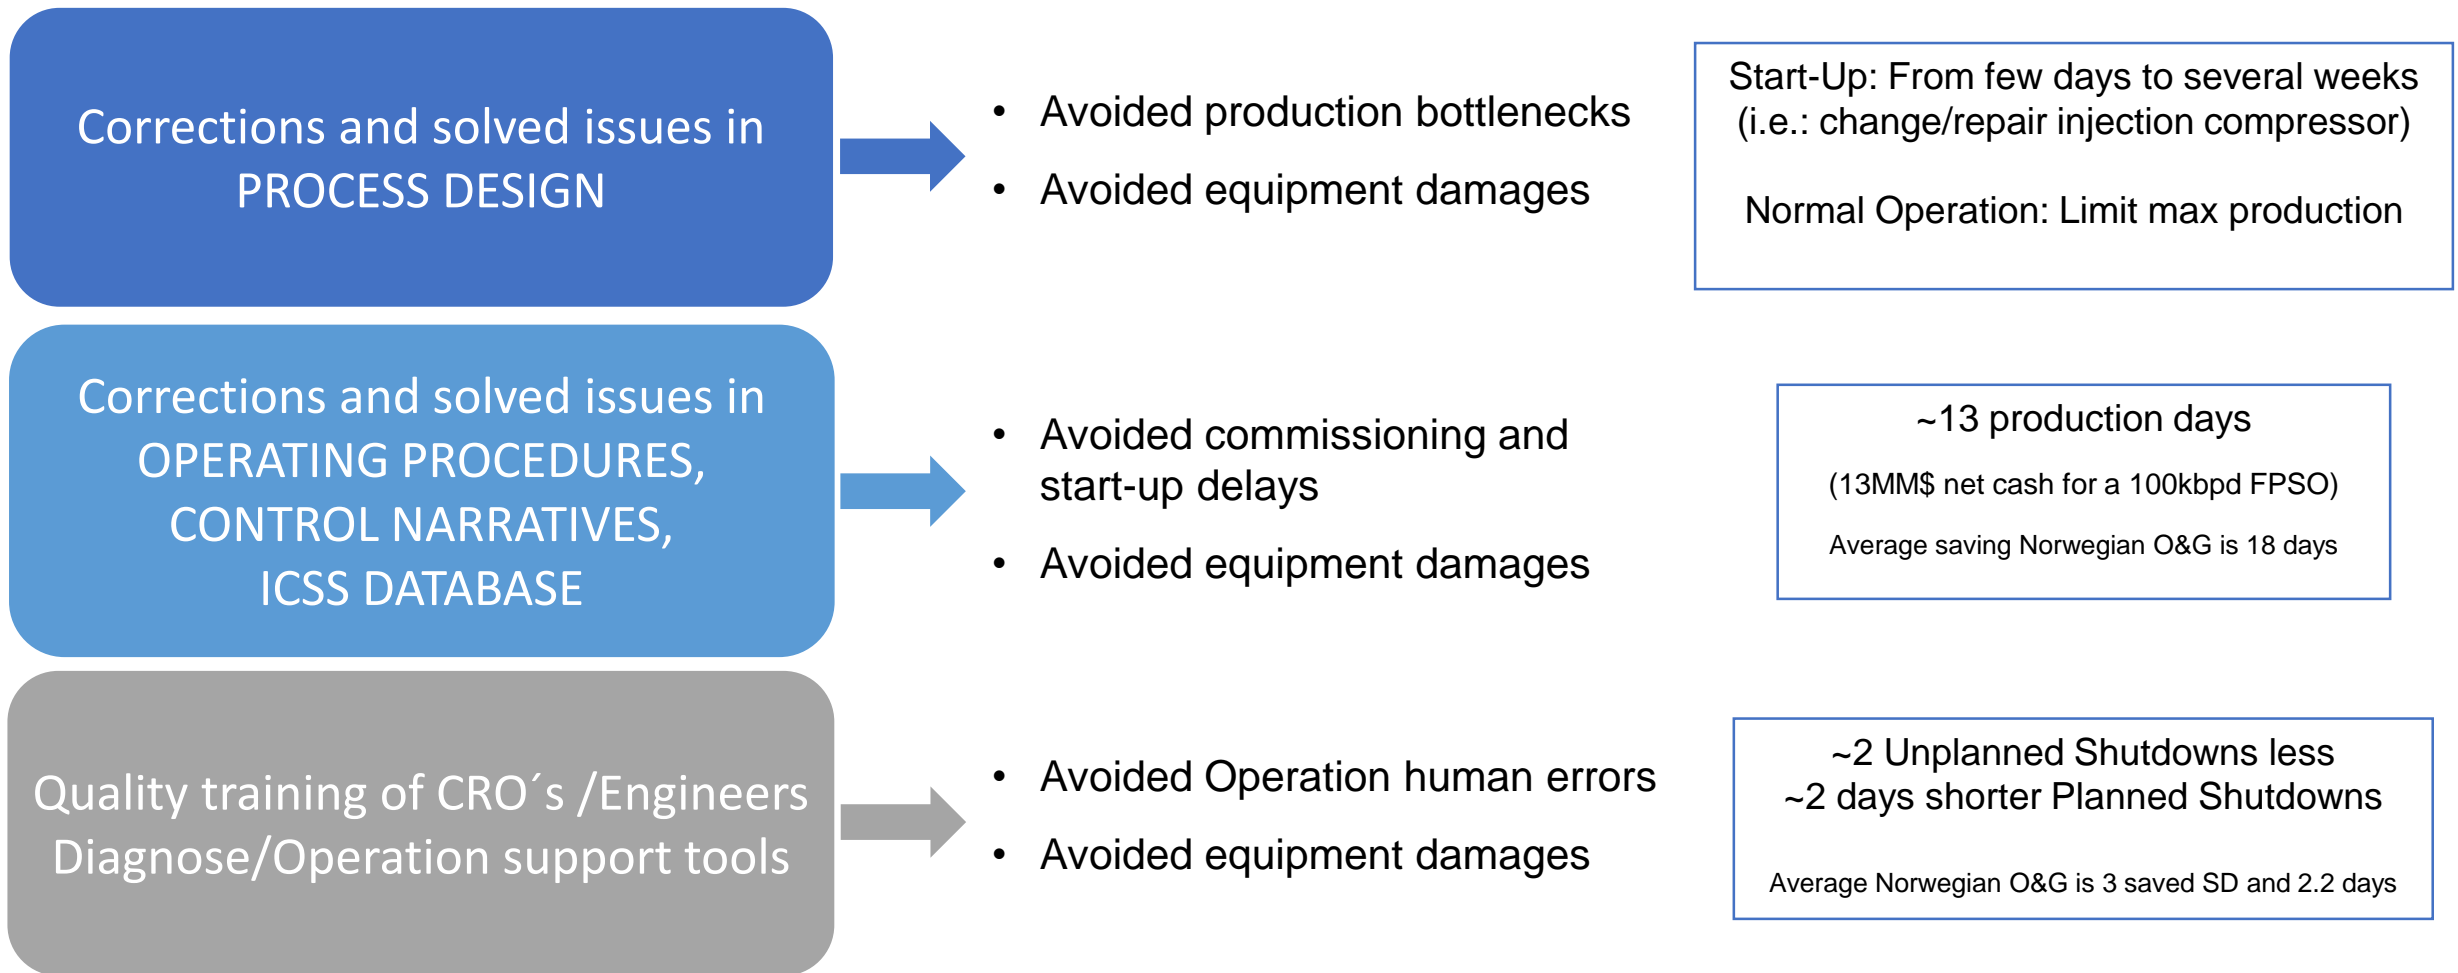 Corrections and solved issues in
PROCESS DESIGN
• Avoided production bottlenecks
• Avoided equipment damages
Start-Up: From few days to several weeks
(i.e.: change/repair injection compressor)
Normal Operation: Limit max production
Corrections and solved issues in
OPERATING PROCEDURES,
CONTROL NARRATIVES,
ICSS DATABASE
• Avoided commissioning and
start-up delays
• Avoided equipment damages
~13 production days
(13MM$ net cash for a 100kbpd FPSO)
Average saving Norwegian O&G is 18 days
Quality training of CRO´s /Engineers
Diagnose/Operation support tools
• Avoided Operation human errors
• Avoided equipment damages
~2 Unplanned Shutdowns less
~2 days shorter Planned Shutdowns
Average Norwegian O&G is 3 saved SD and 2.2 days